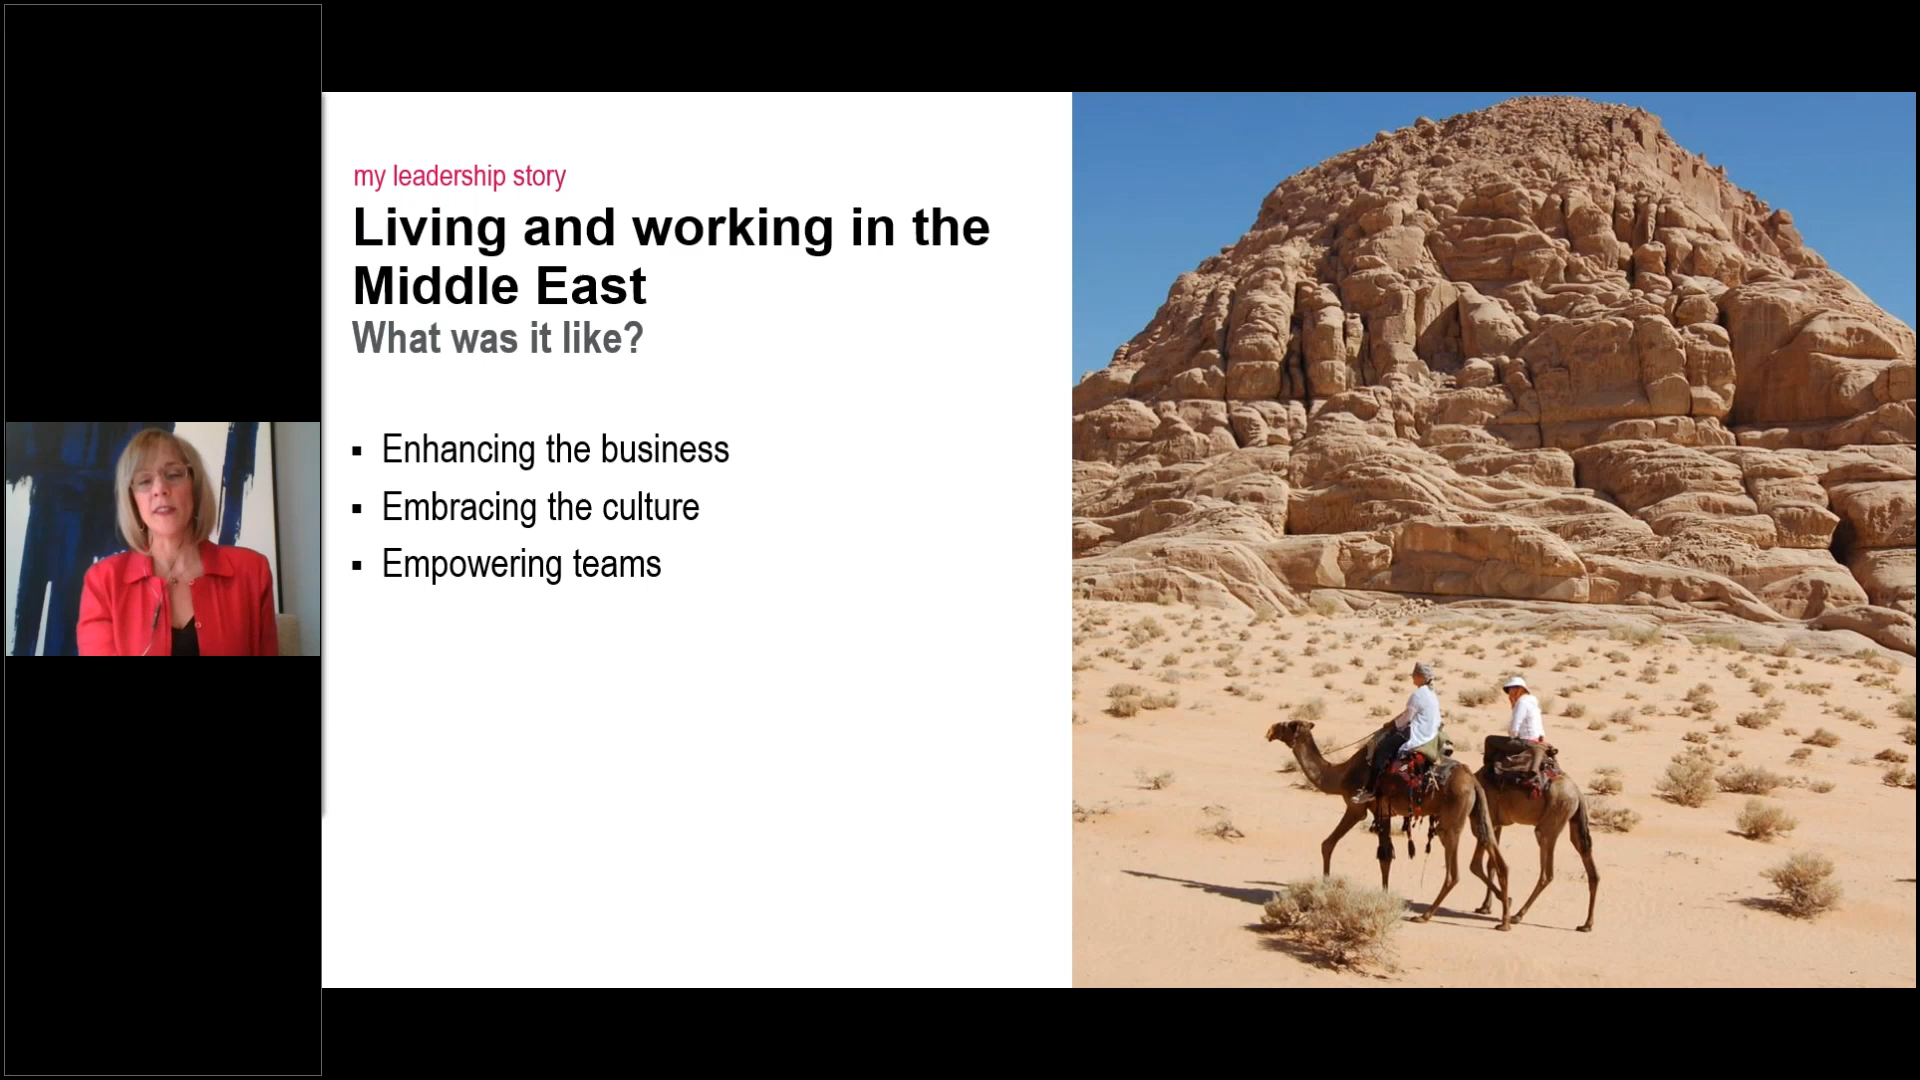 my leadership story
Living and working in the
Middle East
What was it like?
▪ Enhancing the business
▪ Embracing the culture
▪ Empowering teams